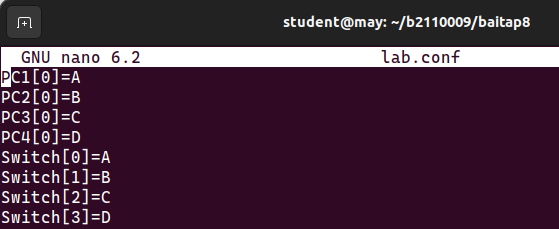 student@may: ~/b2110009/baitap8
GNU nano 6.2 lab.conf
PC1[0]=A
PC2[0]=B
PC3[0]=C
PC4[0]=D
Switch[0]=A
Switch[1]=B
Switch[2]=C
Switch[3]=D